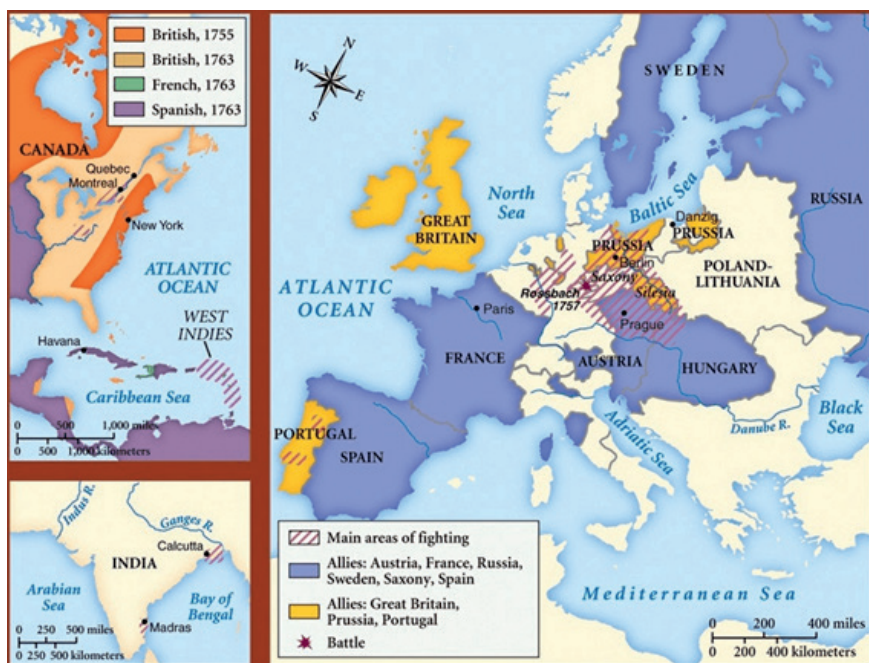 British, 1755
British, 1763
French, 1763
Spanish, 1763
CANADA
Quebec
Montreal
New York
ATLANTIC
OCEAN
WEST
INDIES
Havana
Caribbean Sea
0 500 1,000 miles
0 500 1,000 kilometers
Indus R.
Ganges R.
Calcutta
INDIA
Arabian
Sea
Bay of
Bengal
Madras
0 250 500 miles
0 250 500 kilometers
N
W
E
S
SWEDEN
RUSSIA
North
Sea
Baltic Sea
GREAT
BRITAIN
Danzig
PRUSSIA
PRUSSIA
Berlin
Saxony
POLAND-
LITHUANIA
ATLANTIC
OCEAN
Rossbach
1757
Silesia
Paris
Prague
FRANCE
AUSTRIA
HUNGARY
Black
Sea
Danube R.
Adriatic Sea
PORTUGAL
SPAIN
Main areas of fighting
Allies: Austria, France, Russia,
Sweden, Saxony, Spain
Allies: Great Britain,
Prussia, Portugal
Battle
Mediterranean Sea
0 200 400 miles
0 200 400 kilometers